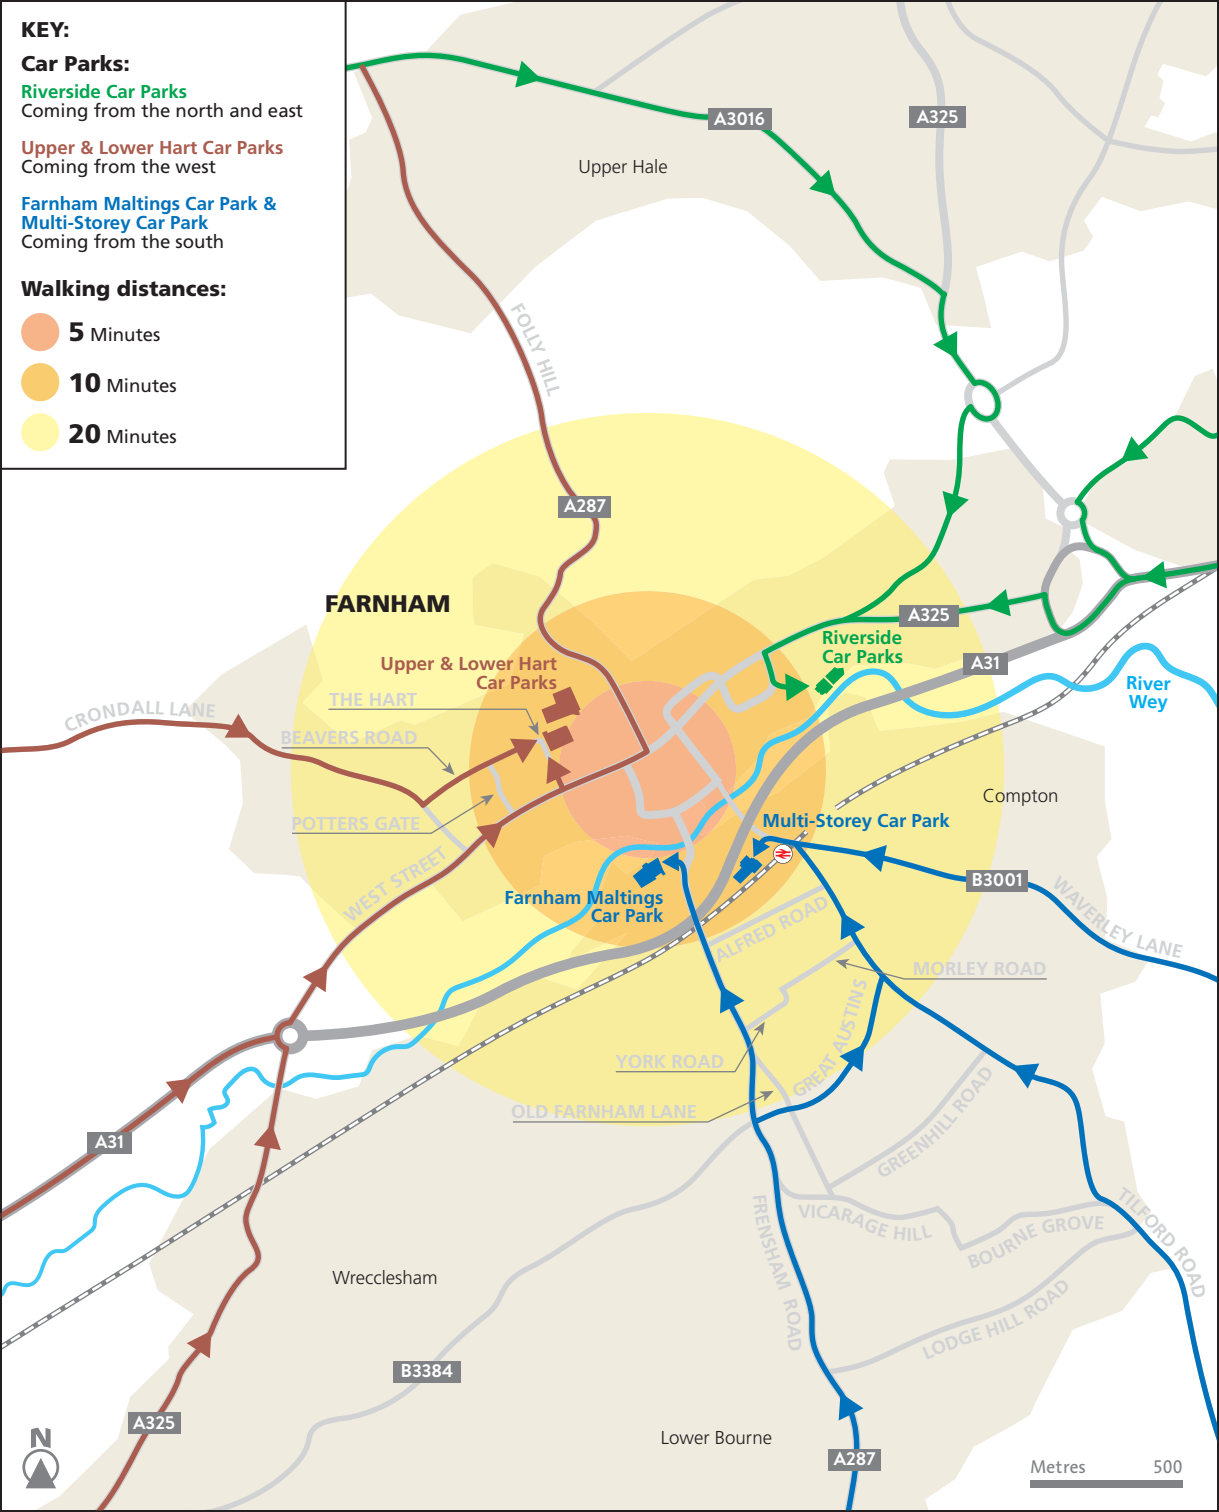 KEY:
Car Parks:
Riverside Car Parks
Coming from the north and east
Upper & Lower Hart Car Parks
Coming from the west
Farnham Maltings Car Park &
Multi-Storey Car Park
Coming from the south
Walking distances:
5 Minutes
10 Minutes
20 Minutes
A3016
A325
Upper Hale
FOLLY HILL
A287
FARNHAM
A325
Riverside
Car Parks
A31
River
Wey
Upper & Lower Hart
Car Parks
THE HART
CRONDALL LANE
BEAVERS ROAD
POTTERS GATE
WEST STREET
Compton
Multi-Storey Car Park
B3001
WAVERLEY LANE
Farnham Maltings
Car Park
ALFRED ROAD
MORLEY ROAD
GREAT AUSTINS
YORK ROAD
OLD FARNHAM LANE
GREENHILL ROAD
A31
VICARAGE HILL
BOURNE GROVE
TILFORD ROAD
FRENSHAM ROAD
LODGE HILL ROAD
Wrecclesham
B3384
A325
Lower Bourne
A287
N
Metres 500